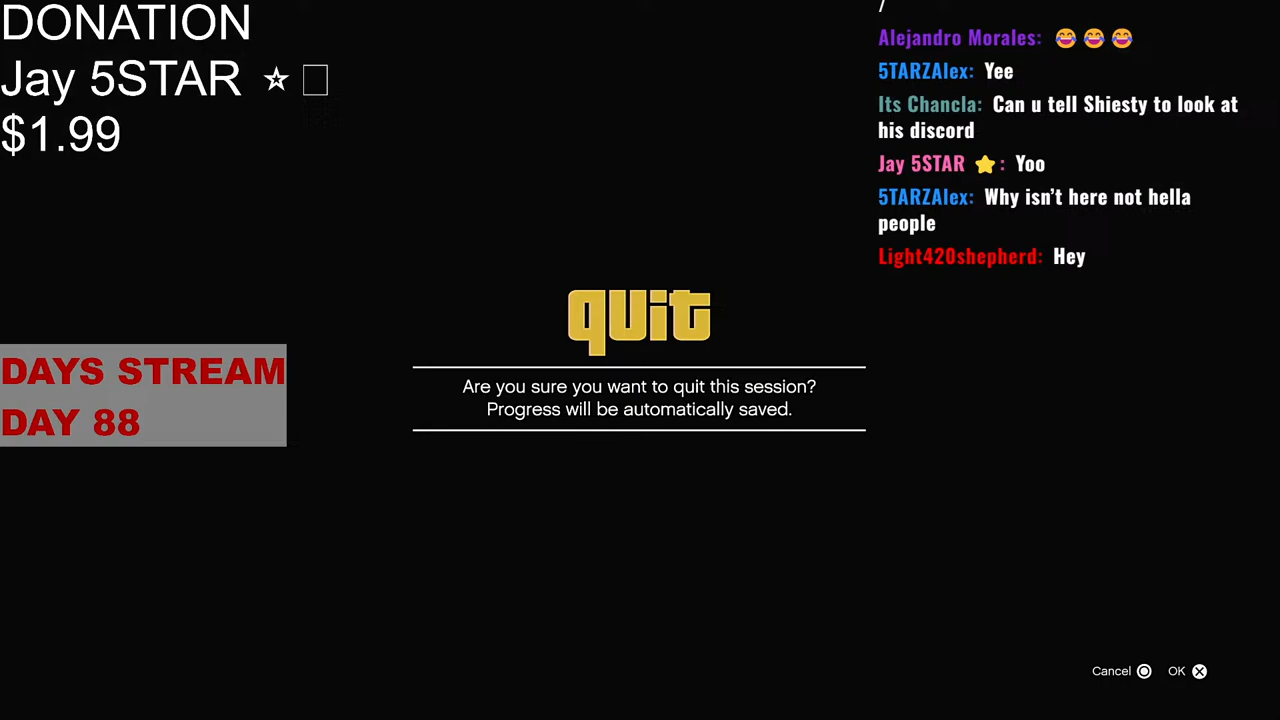 DONATION
Jay 5STAR ☆
$1.99
Alejandro Morales: 😂 😂 😂
5TARZAlex: Yee
Its Chancla: Can u tell Shiesty to look at
his discord
Jay 5STAR ⭐: Yoo
5TARZAlex: Why isn't here not hella
people
Light420shepherd: Hey
quit
Are you sure you want to quit this session?
Progress will be automatically saved.
DAYS STREAM
DAY 88
Cancel OK